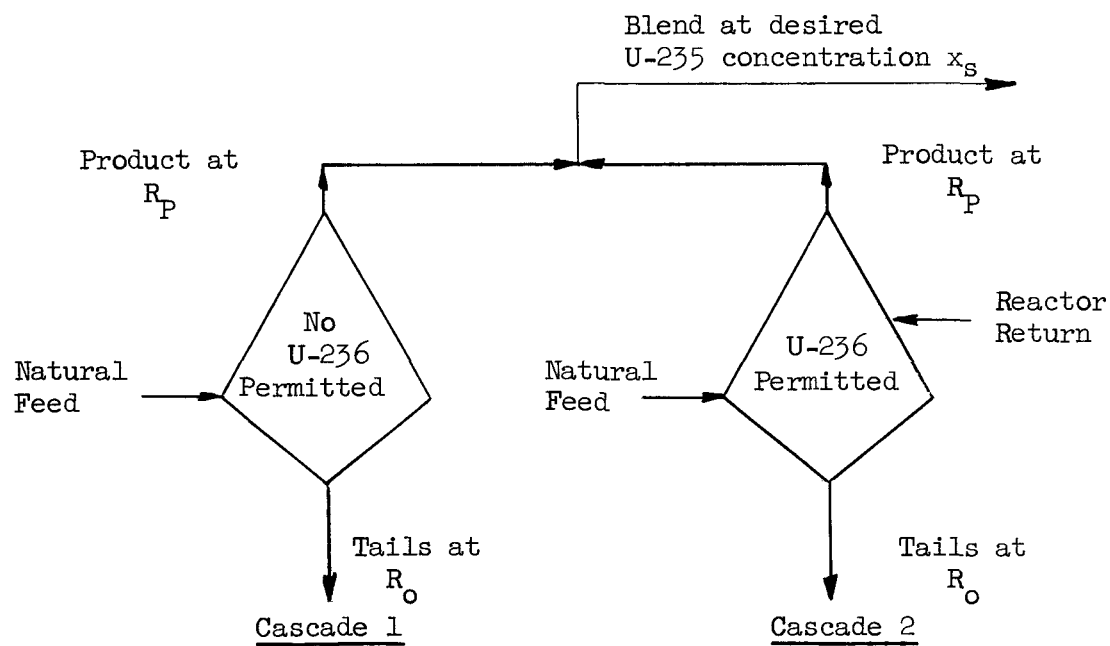 Blend at desired
U-235 concentration x_s
Product at
R_P
Product at
R_P
No
U-236
Permitted
U-236
Permitted
Reactor
Return
Natural
Feed
Natural
Feed
Tails at
R_o
Tails at
R_o
Cascade 1
Cascade 2